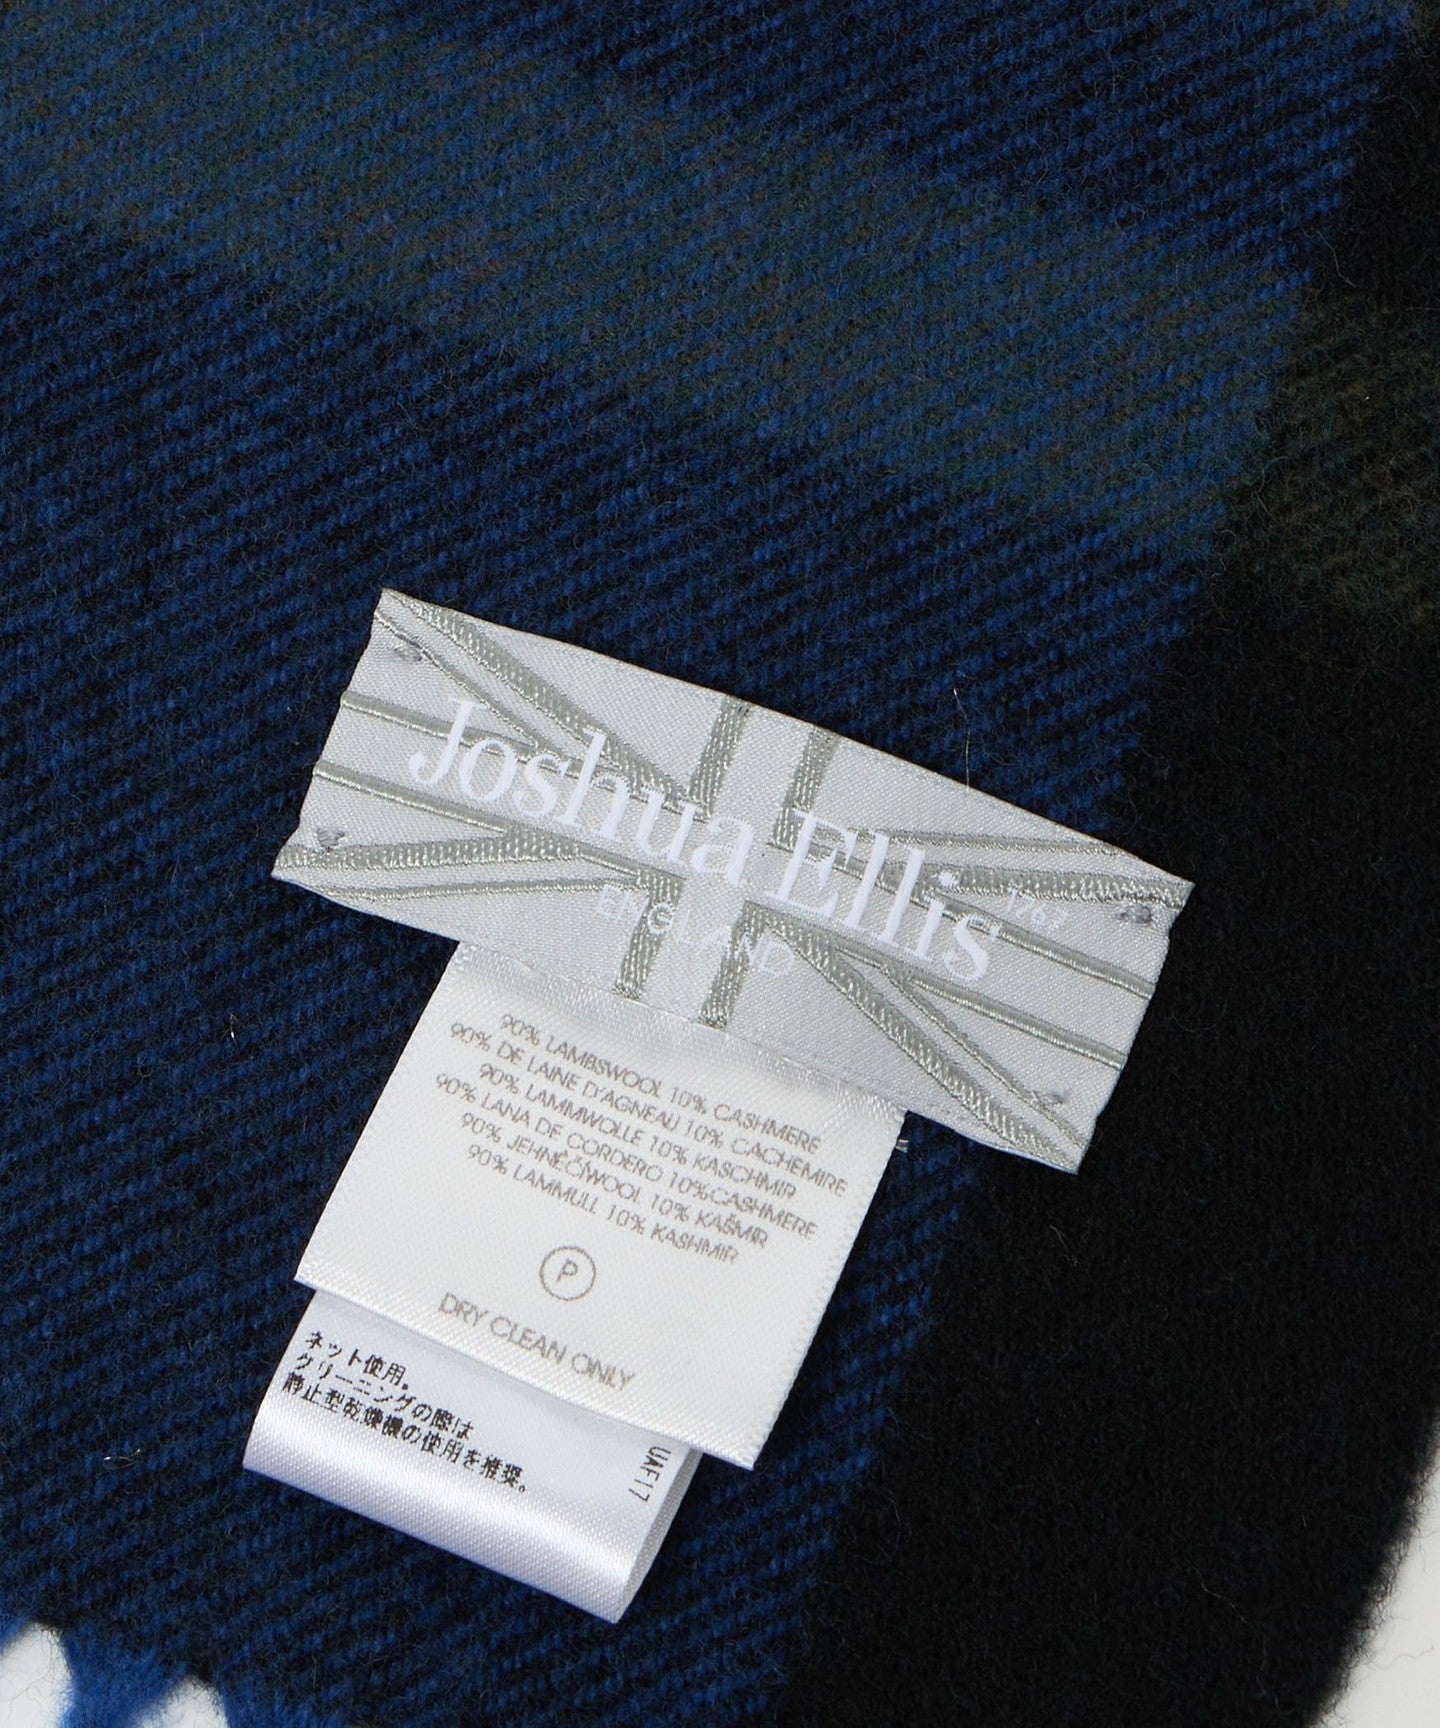 Joshua Ellis
1767
ENGLAND
90% LAMBSWOOL 10% CASHMERE
90% DE LAINE D'AGNEAU 10% CACHEMIRE
90% LAMMWOLLE 10% KASCHMIR
90% LANA DE CORDERO 10%CASHMERE
90% JEHNĚČÍWOOL 10% KAŠMÍR
90% LAMMULL 10% KASHMIR
P
DRY CLEAN ONLY
ネット使用。
クリーニングの際は
静止型乾燥機の使用を推奨。
UAF17